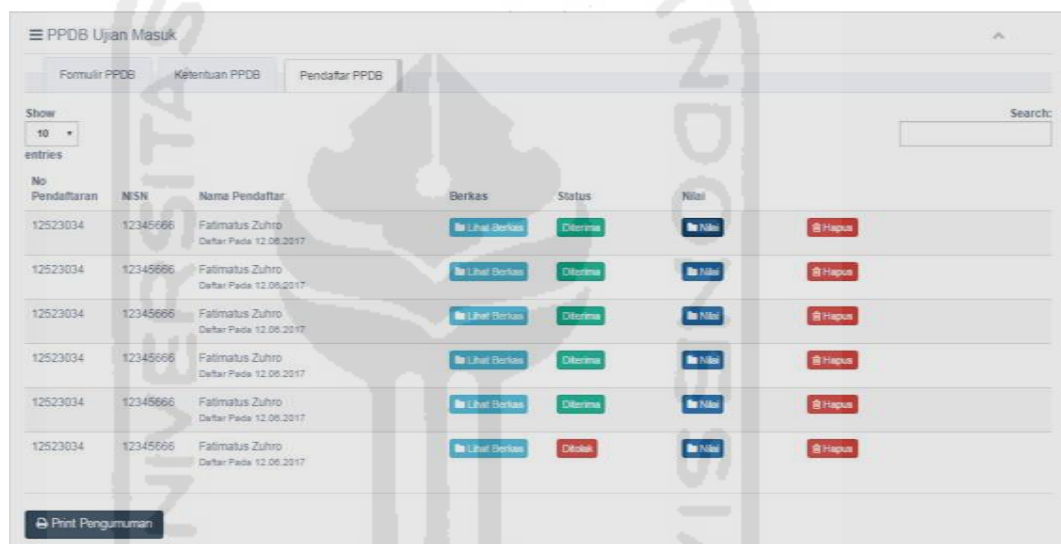 PPDB Ujian Masuk
Formulir PPDB Ketentuan PPDB Pendaftar PPDB
Show Search:
10
entries
No
Pendaftaran NISN Nama Pendaftar Berkas Status Nilai
12523034 12345666 Fatimatus Zuhro Lihat Berkas Diterima Nilai Hapus
Daftar Pada 12.06.2017
12523034 12345666 Fatimatus Zuhro Lihat Berkas Diterima Nilai Hapus
Daftar Pada 12.06.2017
12523034 12345666 Fatimatus Zuhro Lihat Berkas Diterima Nilai Hapus
Daftar Pada 12.06.2017
12523034 12345666 Fatimatus Zuhro Lihat Berkas Diterima Nilai Hapus
Daftar Pada 12.06.2017
12523034 12345666 Fatimatus Zuhro Lihat Berkas Diterima Nilai Hapus
Daftar Pada 12.06.2017
12523034 12345666 Fatimatus Zuhro Lihat Berkas Ditolak Nilai Hapus
Daftar Pada 12.06.2017
Print Pengumuman